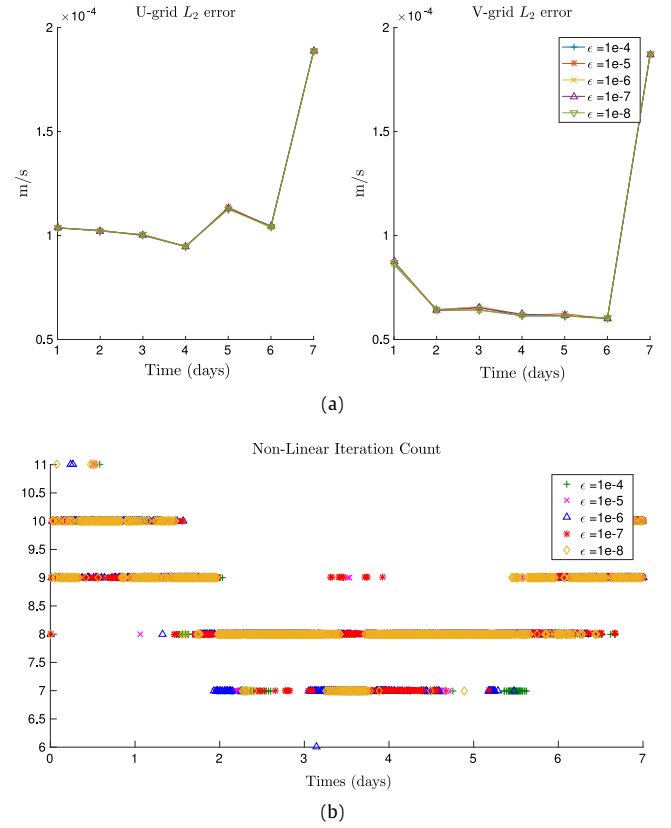 U-grid L₂ error
×10⁻⁴
2
1.5
1
0.5
m/s
1 2 3 4 5 6 7
Time (days)
V-grid L₂ error
×10⁻⁴
2
1.5
1
0.5
m/s
1 2 3 4 5 6 7
Time (days)
ϵ =1e-4
ϵ =1e-5
ϵ =1e-6
ϵ =1e-7
ϵ =1e-8
(a)
Non-Linear Iteration Count
11
10.5
10
9.5
9
8.5
8
7.5
7
6.5
6
0 1 2 3 4 5 6 7
Times (days)
ϵ =1e-4
ϵ =1e-5
ϵ =1e-6
ϵ =1e-7
ϵ =1e-8
(b)